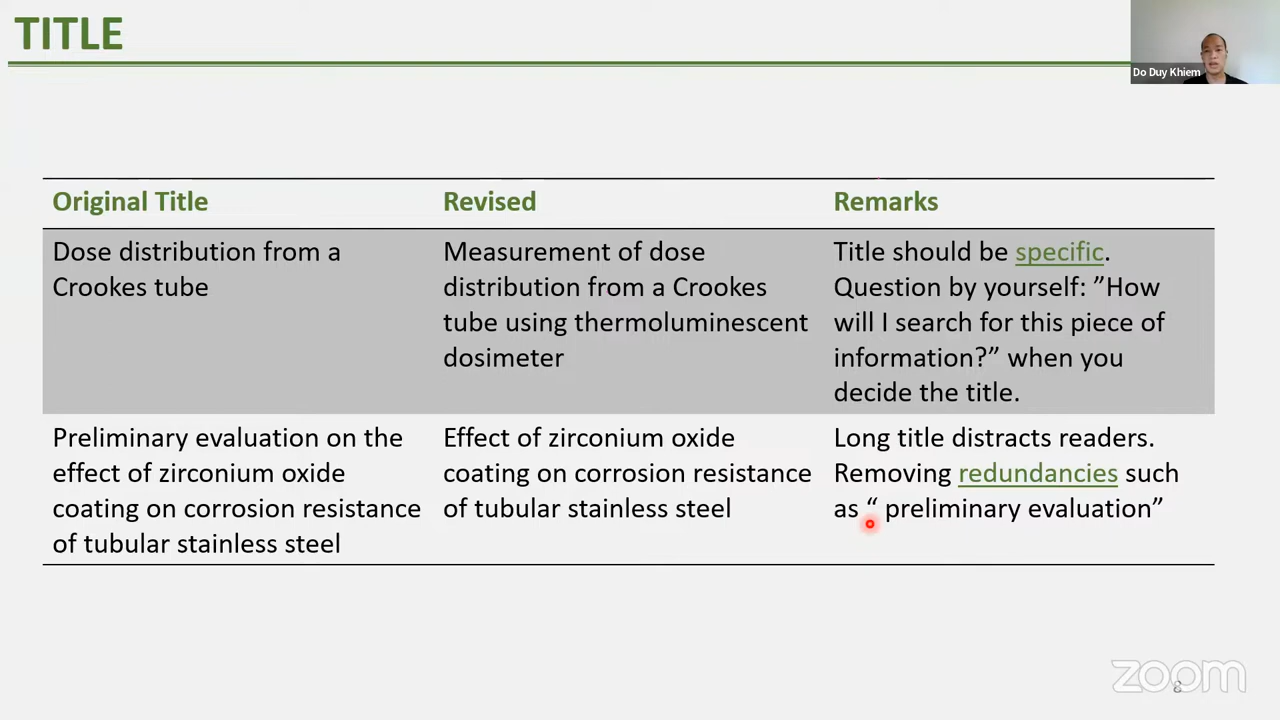 TITLE
Do Duy Khiem
Original Title
Revised
Remarks
Dose distribution from a
Crookes tube
Measurement of dose
distribution from a Crookes
tube using thermoluminescent
dosimeter
Title should be specific.
Question by yourself: ”How
will I search for this piece of
information?” when you
decide the title.
Preliminary evaluation on the
effect of zirconium oxide
coating on corrosion resistance
of tubular stainless steel
Effect of zirconium oxide
coating on corrosion resistance
of tubular stainless steel
Long title distracts readers.
Removing redundancies such
as “ preliminary evaluation”
zoom
8